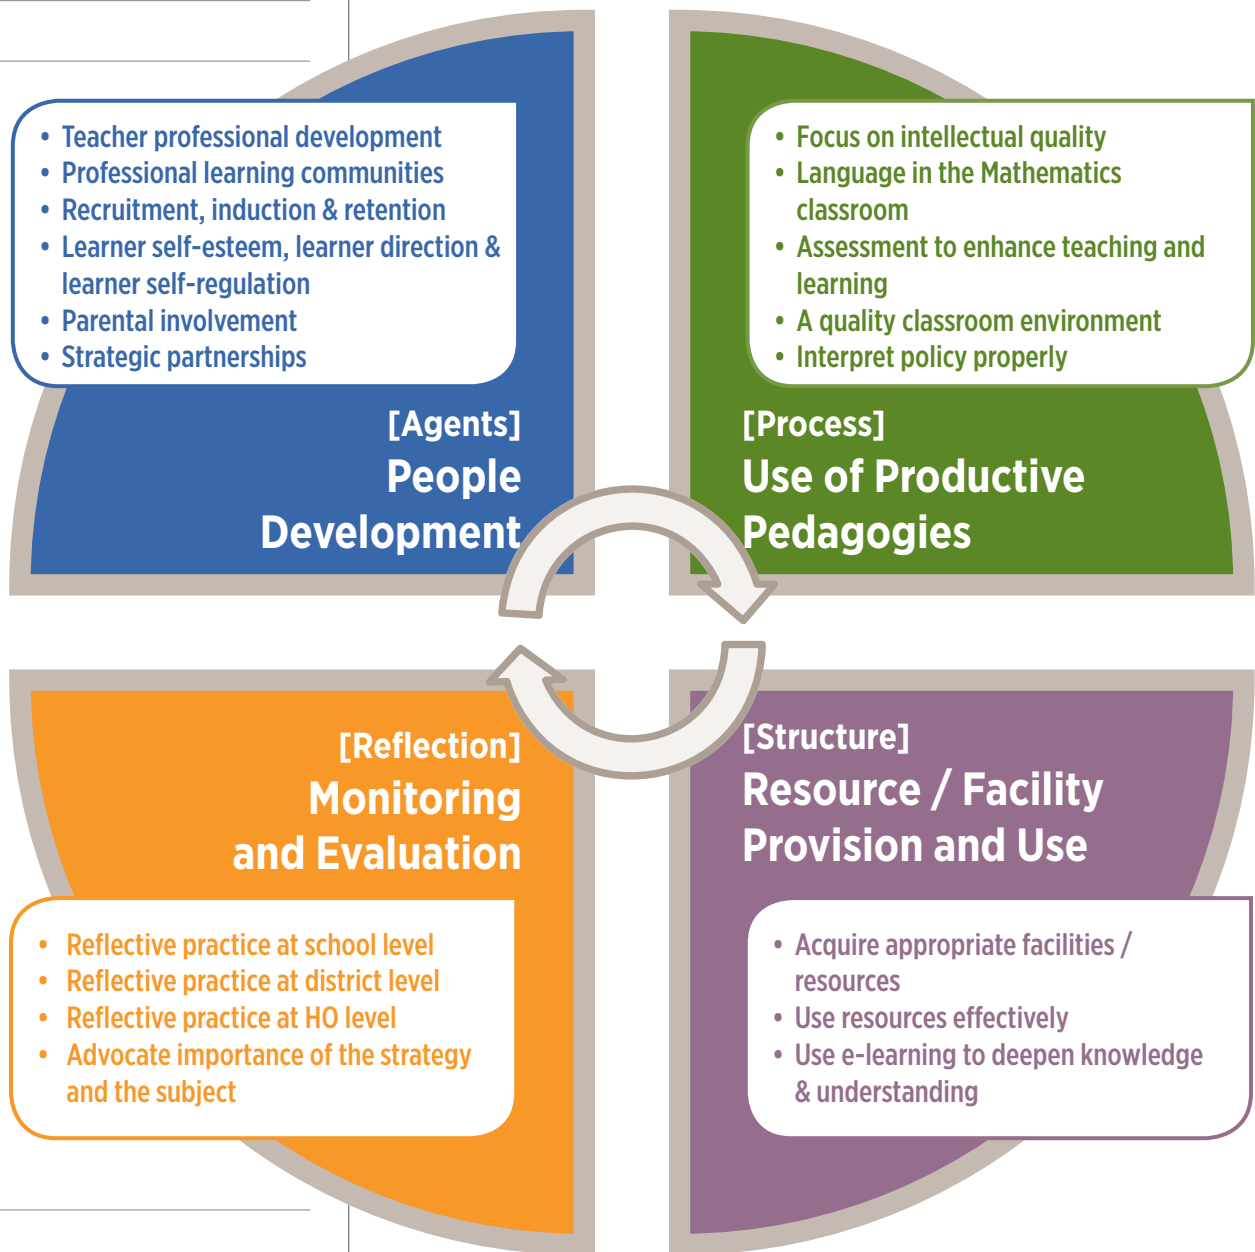 • Teacher professional development
• Professional learning communities
• Recruitment, induction & retention
• Learner self-esteem, learner direction &
learner self-regulation
• Parental involvement
• Strategic partnerships
[Agents]
People
Development
• Focus on intellectual quality
• Language in the Mathematics
classroom
• Assessment to enhance teaching and
learning
• A quality classroom environment
• Interpret policy properly
[Process]
Use of Productive
Pedagogies
[Reflection]
Monitoring
and Evaluation
• Reflective practice at school level
• Reflective practice at district level
• Reflective practice at HO level
• Advocate importance of the strategy
and the subject
[Structure]
Resource / Facility
Provision and Use
• Acquire appropriate facilities /
resources
• Use resources effectively
• Use e-learning to deepen knowledge
& understanding